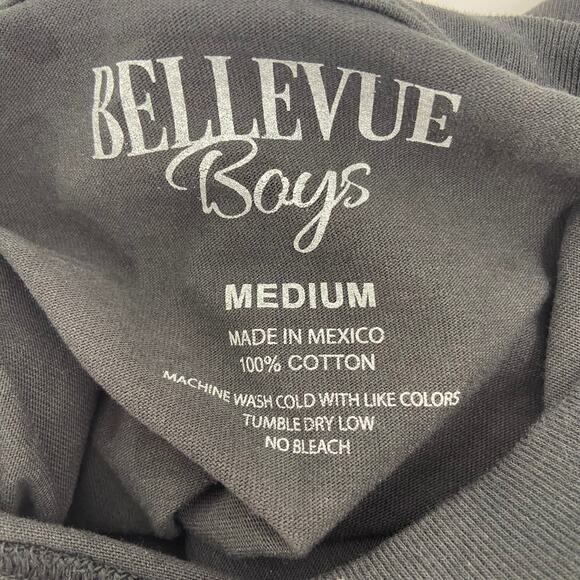 BELLEVUE
Boys
MEDIUM
MADE IN MEXICO
100% COTTON
MACHINE WASH COLD WITH LIKE COLORS
TUMBLE DRY LOW
NO BLEACH